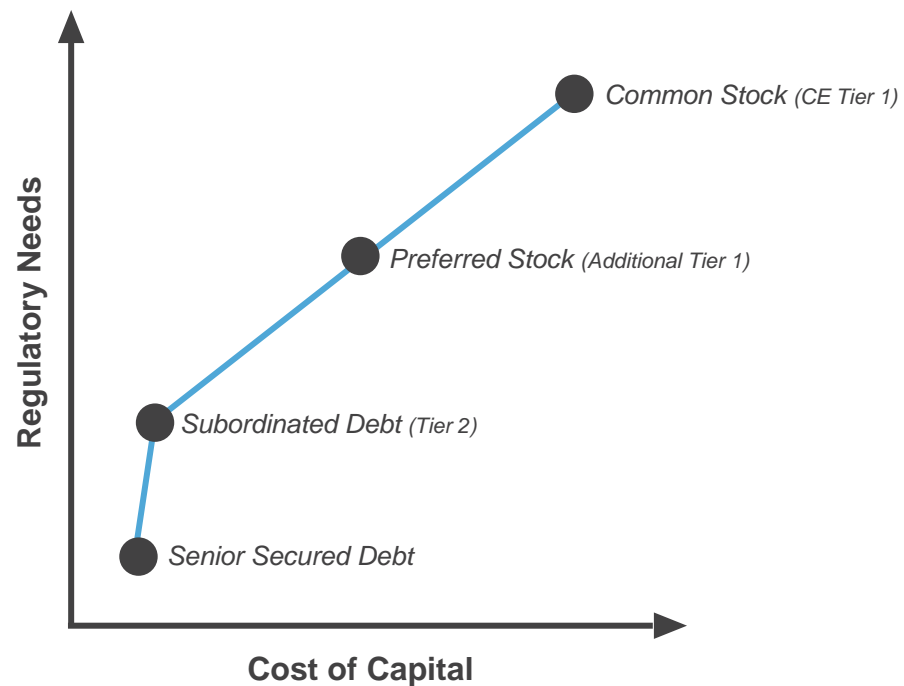 Common Stock (CE Tier 1)
Preferred Stock (Additional Tier 1)
Subordinated Debt (Tier 2)
Senior Secured Debt
Regulatory Needs
Cost of Capital